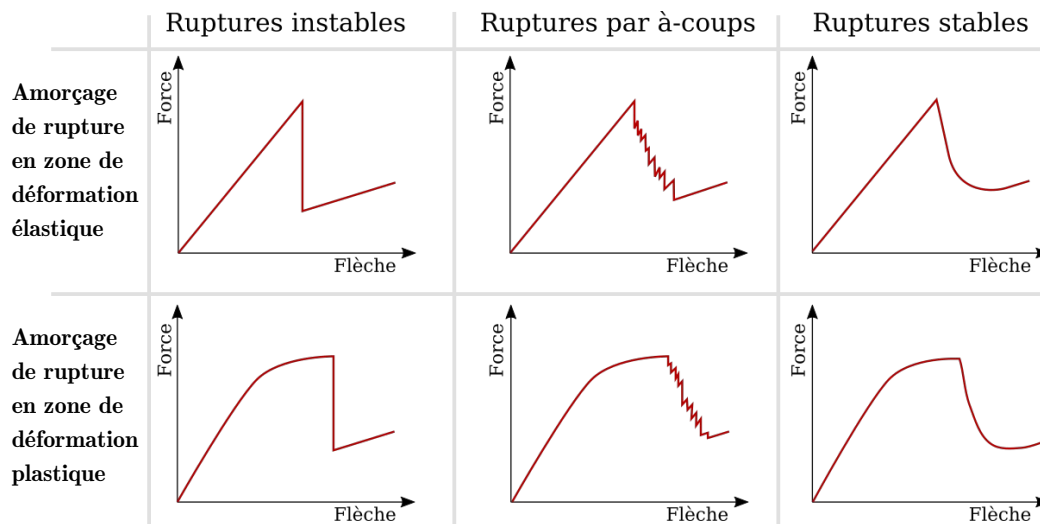 Ruptures instables
Ruptures par à-coups
Ruptures stables
Amorçage
de rupture
en zone de
déformation
élastique
Force
Flèche
Force
Flèche
Force
Flèche
Amorçage
de rupture
en zone de
déformation
plastique
Force
Flèche
Force
Flèche
Force
Flèche